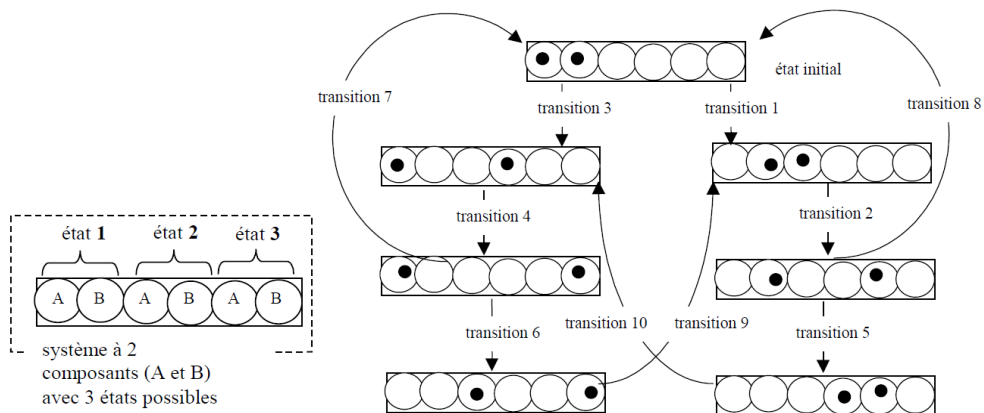 état initial
transition 7
transition 3
transition 1
transition 8
transition 4
transition 2
transition 6
transition 10
transition 9
transition 5
état 1
état 2
état 3
A B A B A B
système à 2
composants (A et B)
avec 3 états possibles